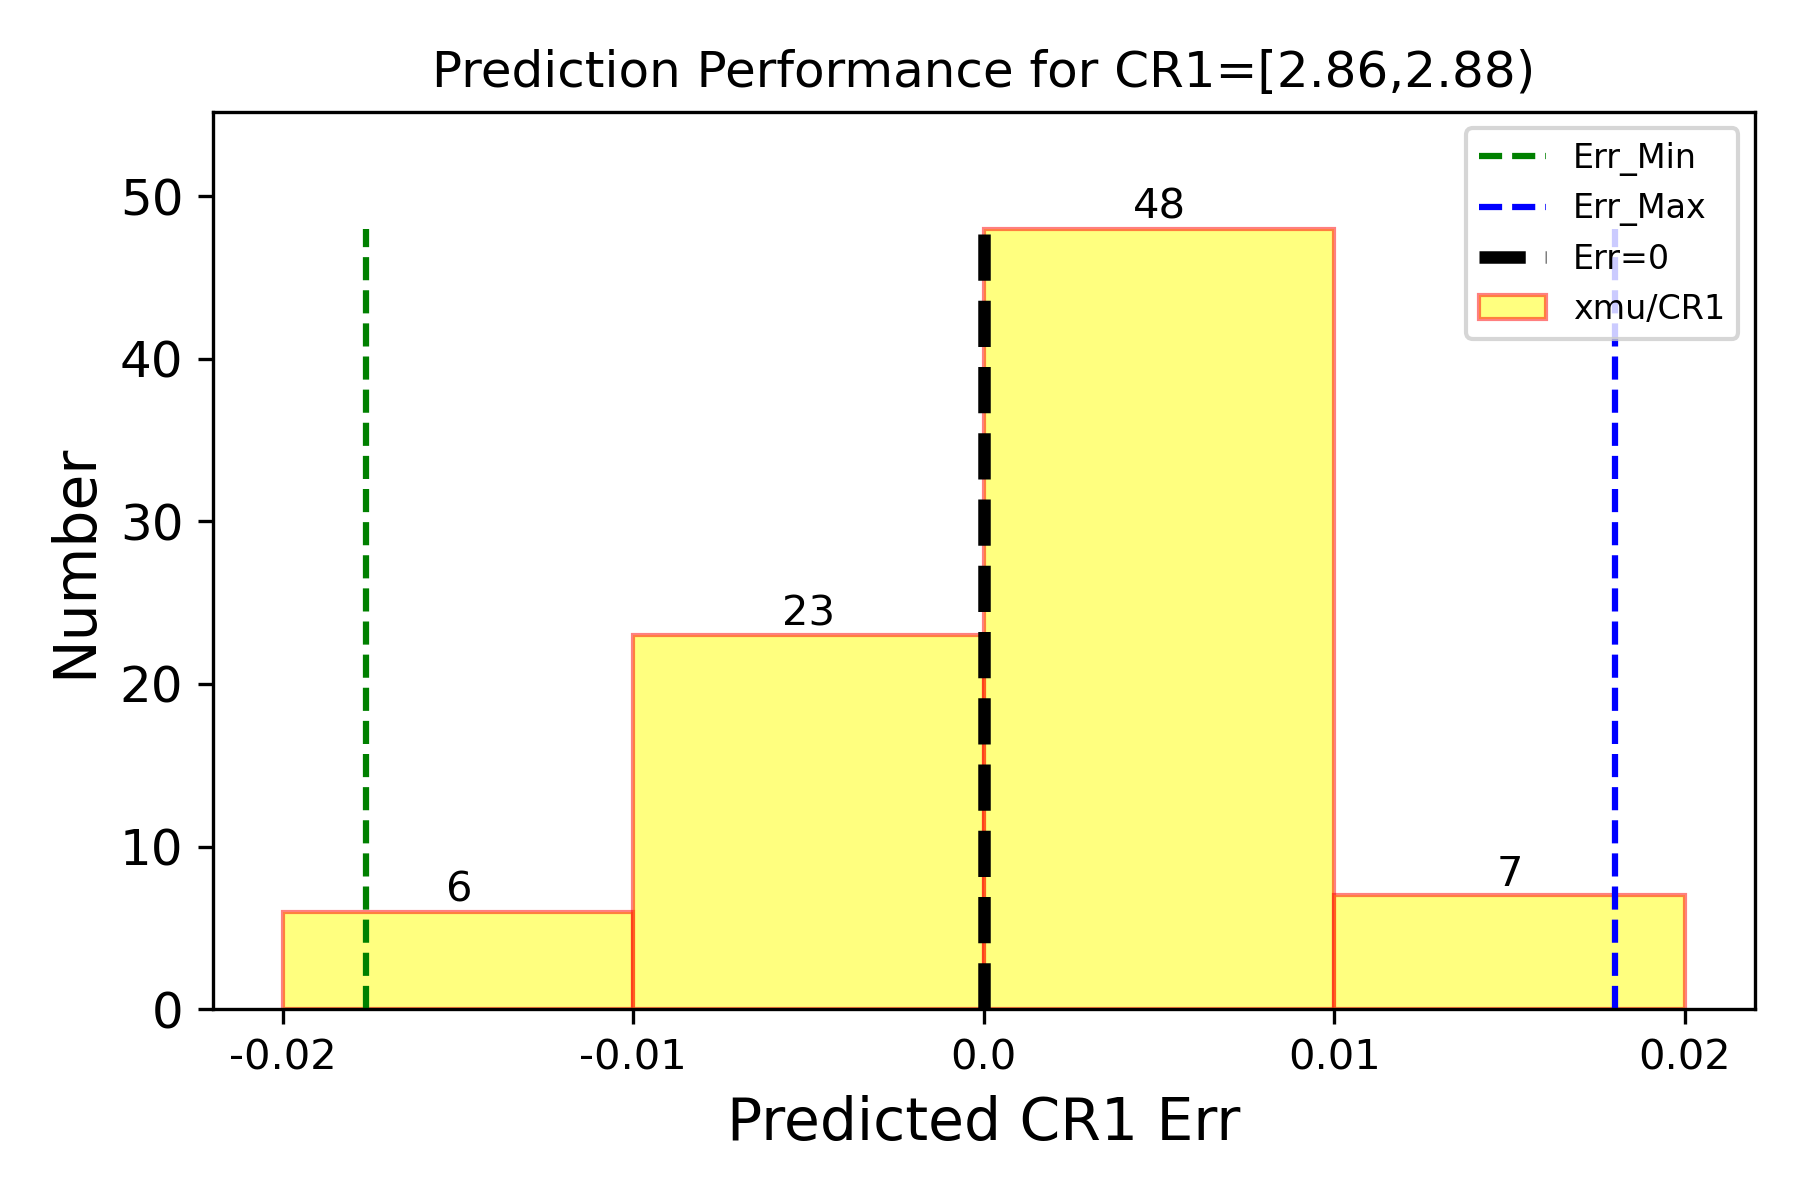 Prediction Performance for CR1=[2.86,2.88)
Err_Min
Err_Max
Err=0
xmu/CR1
50
40
30
20
10
0
Number
48
23
6
7
-0.02
-0.01
0.0
0.01
0.02
Predicted CR1 Err